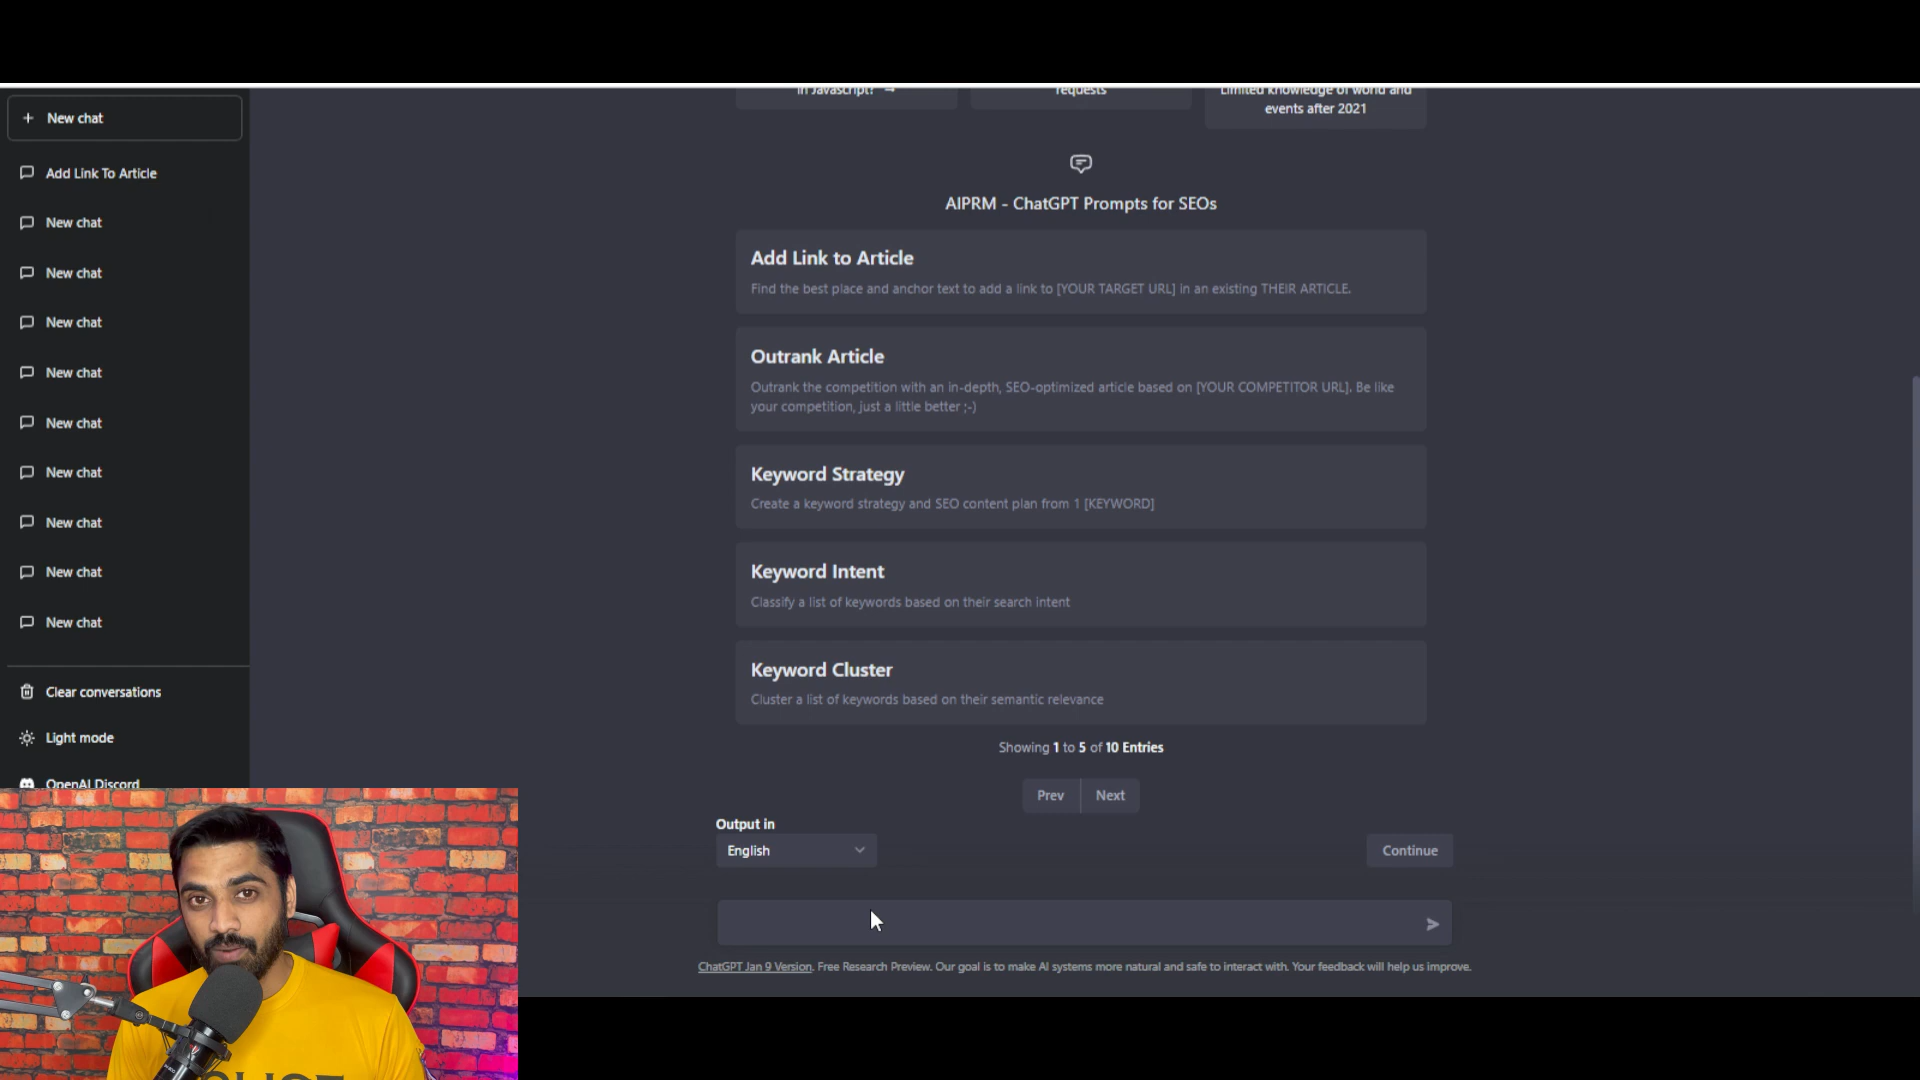 New chat
Add Link To Article
New chat
New chat
New chat
New chat
New chat
New chat
New chat
New chat
New chat
Clear conversations
Light mode
OpenAI Discord
in Javascript? →
requests
Limited knowledge of world and
events after 2021
AIPRM - ChatGPT Prompts for SEOs
Add Link to Article
Find the best place and anchor text to add a link to [YOUR TARGET URL] in an existing THEIR ARTICLE.
Outrank Article
Outrank the competition with an in-depth, SEO-optimized article based on [YOUR COMPETITOR URL]. Be like
your competition, just a little better ;-)
Keyword Strategy
Create a keyword strategy and SEO content plan from 1 [KEYWORD]
Keyword Intent
Classify a list of keywords based on their search intent
Keyword Cluster
Cluster a list of keywords based on their semantic relevance
Showing 1 to 5 of 10 Entries
Prev Next
Output in
English
Continue
ChatGPT Jan 9 Version. Free Research Preview. Our goal is to make AI systems more natural and safe to interact with. Your feedback will help us improve.